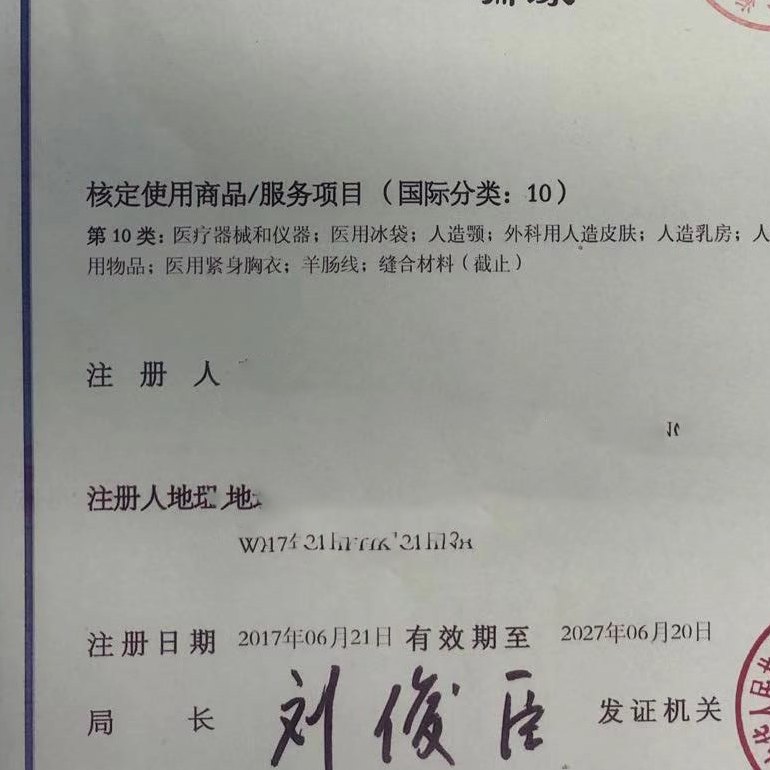 核定使用商品/服务项目（国际分类：10）
第 10 类：医疗器械和仪器；医用冰袋；人造颚；外科用人造皮肤；人造乳房；人
用物品；医用紧身胸衣；羊肠线；缝合材料（截止）
注 册 人
注册人地 地
注册日期 2017年06月21日 有效期至 2027年06月20日
局 长 刘俊臣 发证机关